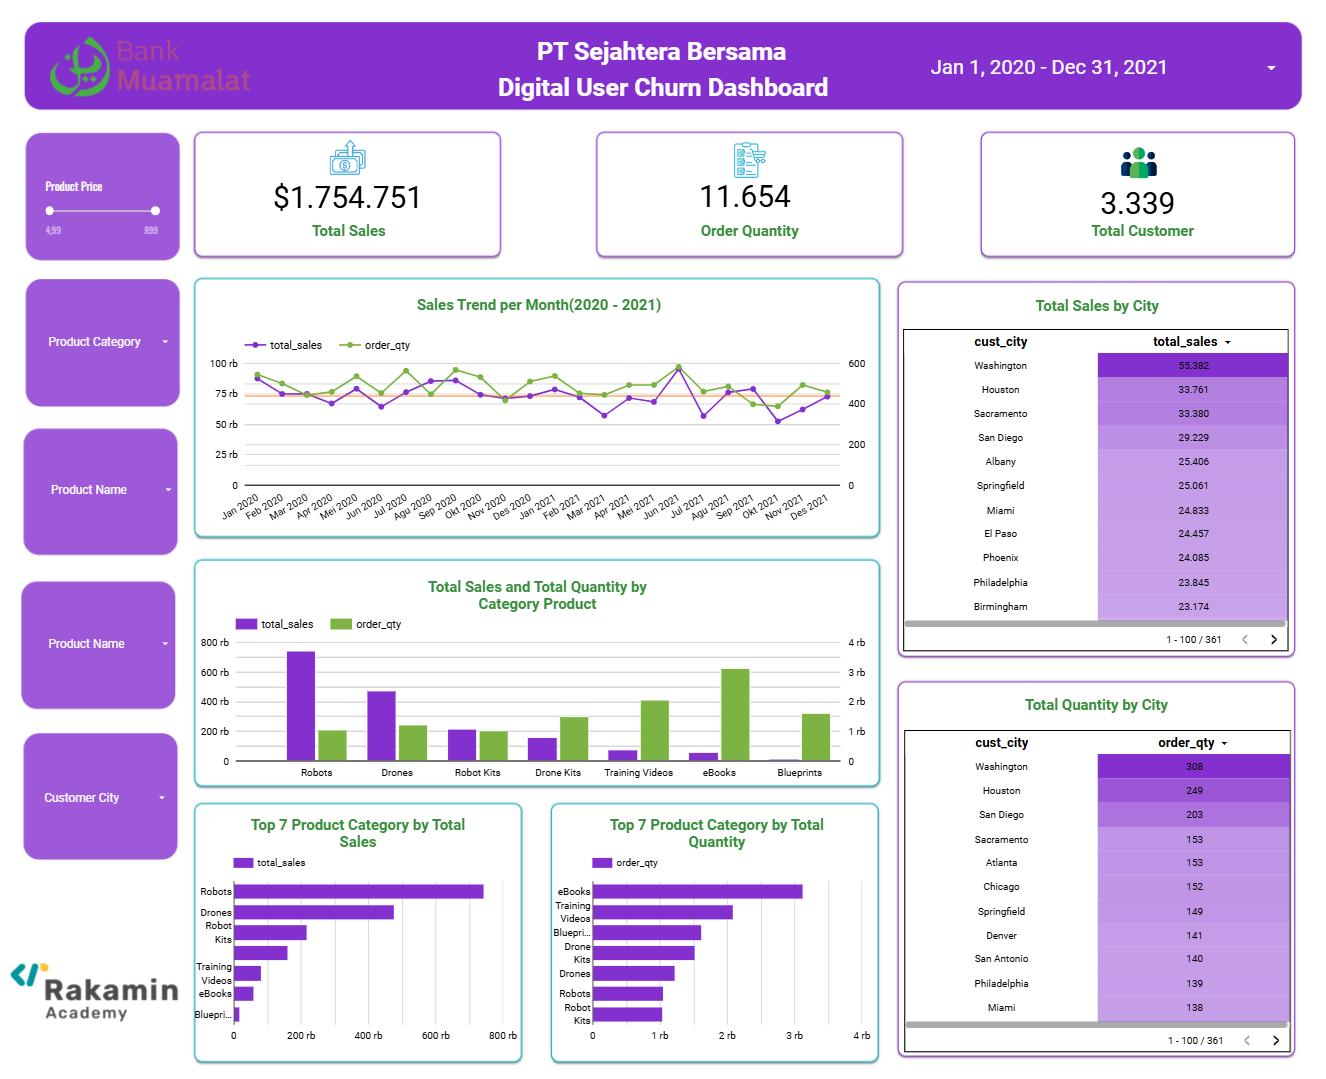 Bank
Muamalat
PT Sejahtera Bersama
Digital User Churn Dashboard
Jan 1, 2020 - Dec 31, 2021
Product Price
4,99
899
$1.754.751
Total Sales
11.654
Order Quantity
3.339
Total Customer
Product Category
Product Name
Product Name
Customer City
Sales Trend per Month(2020 - 2021)
total_sales
order_qty
100 rb
75 rb
50 rb
25 rb
0
600
400
200
0
Jan 2020
Feb 2020
Mar 2020
Apr 2020
Mei 2020
Jun 2020
Jul 2020
Agu 2020
Sep 2020
Okt 2020
Nov 2020
Des 2020
Jan 2021
Feb 2021
Mar 2021
Apr 2021
Mei 2021
Jun 2021
Jul 2021
Agu 2021
Sep 2021
Okt 2021
Nov 2021
Des 2021
Total Sales by City
cust_city total_sales
Washington 55.382
Houston 33.761
Sacramento 33.380
San Diego 29.229
Albany 25.406
Springfield 25.061
Miami 24.833
El Paso 24.457
Phoenix 24.085
Philadelphia 23.845
Birmingham 23.174
1 - 100 / 361
Total Sales and Total Quantity by
Category Product
total_sales
order_qty
800 rb
600 rb
400 rb
200 rb
0
4 rb
3 rb
2 rb
1 rb
0
Robots
Drones
Robot Kits
Drone Kits
Training Videos
eBooks
Blueprints
Total Quantity by City
cust_city order_qty
Washington 308
Houston 249
San Diego 203
Sacramento 153
Atlanta 153
Chicago 152
Springfield 149
Denver 141
San Antonio 140
Philadelphia 139
Miami 138
1 - 100 / 361
Top 7 Product Category by Total
Sales
total_sales
Robots
Drones
Robot
Kits
Training
Videos
eBooks
Bluepri...
0
200 rb
400 rb
600 rb
800 rb
Top 7 Product Category by Total
Quantity
order_qty
eBooks
Training
Videos
Bluepri...
Drone
Kits
Drones
Robots
Robot
Kits
0
1 rb
2 rb
3 rb
4 rb
Rakamin
Academy